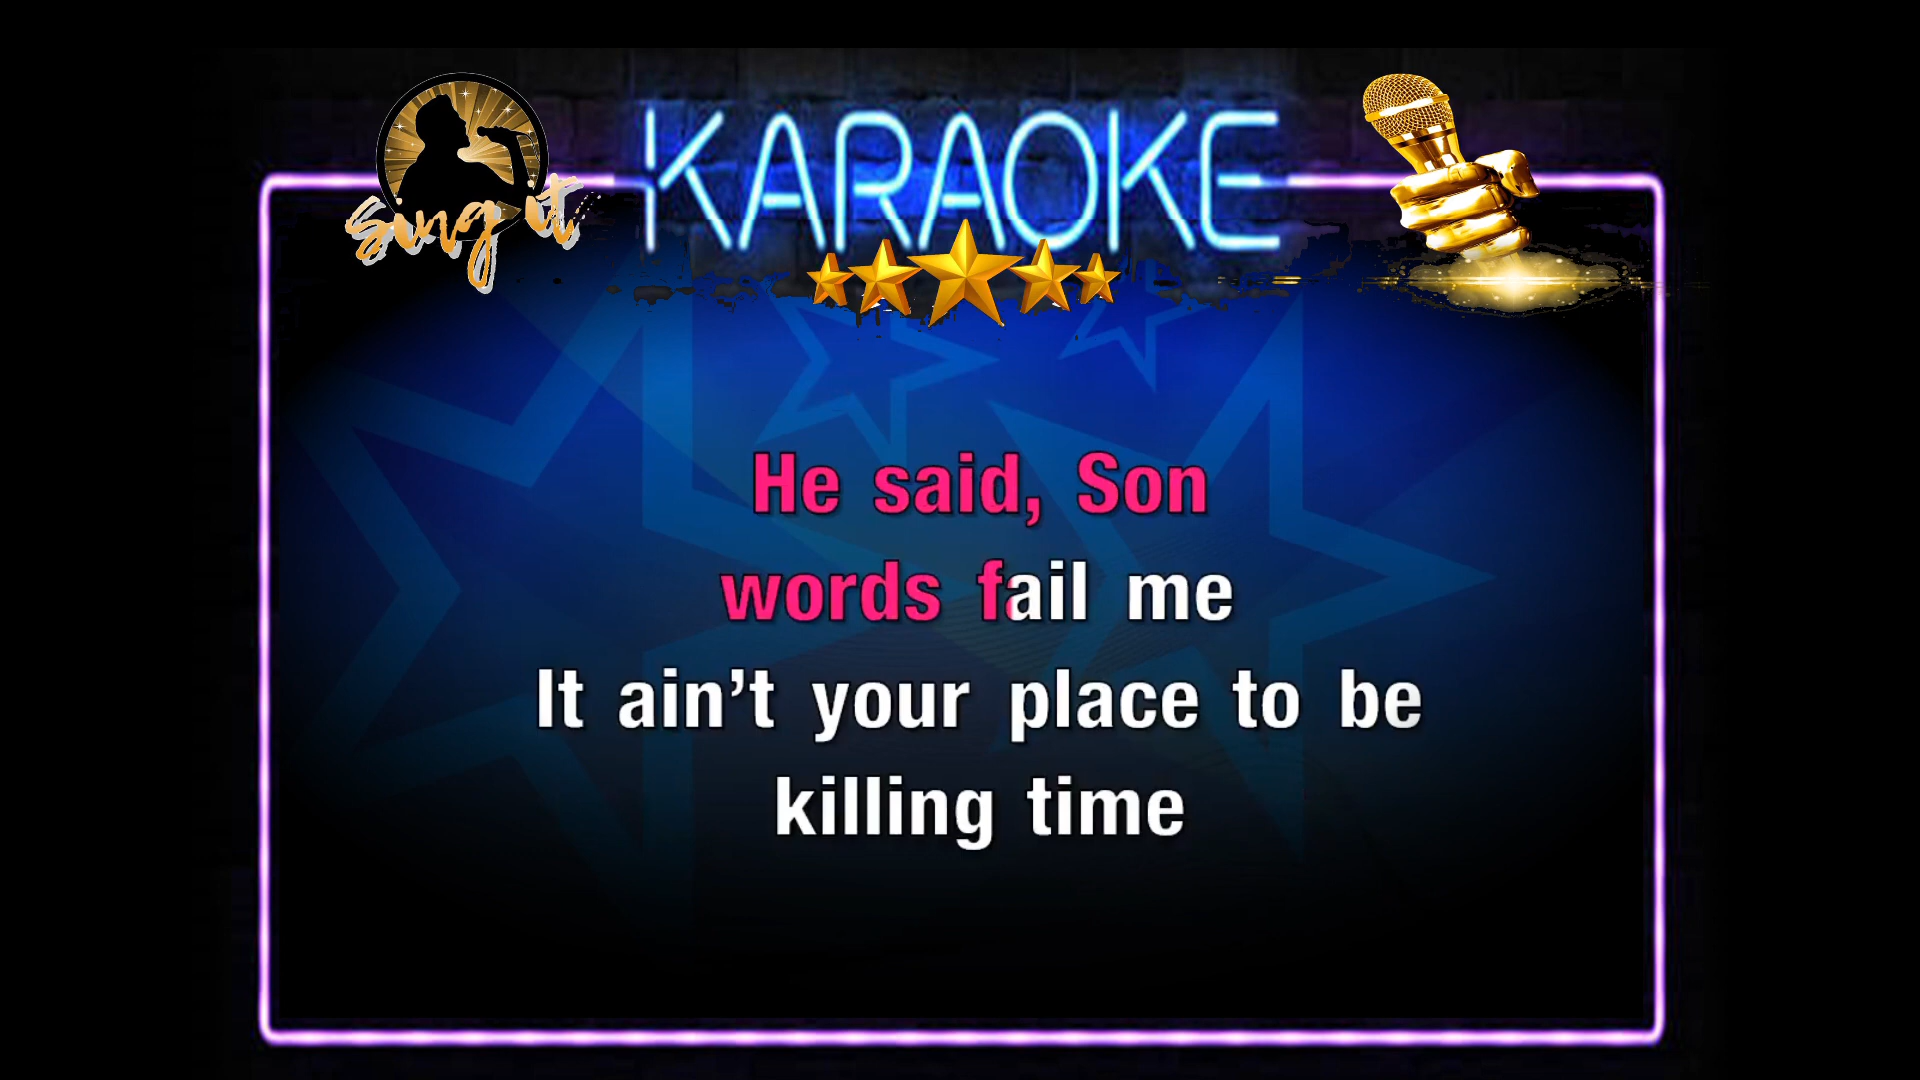 sing it
KARAOKE
He said, Son
words fail me
It ain’t your place to be
killing time